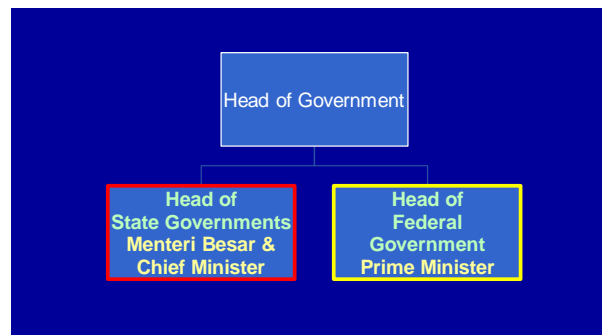 Head of Government
Head of
State Governments
Menteri Besar &
Chief Minister
Head of
Federal
Government
Prime Minister